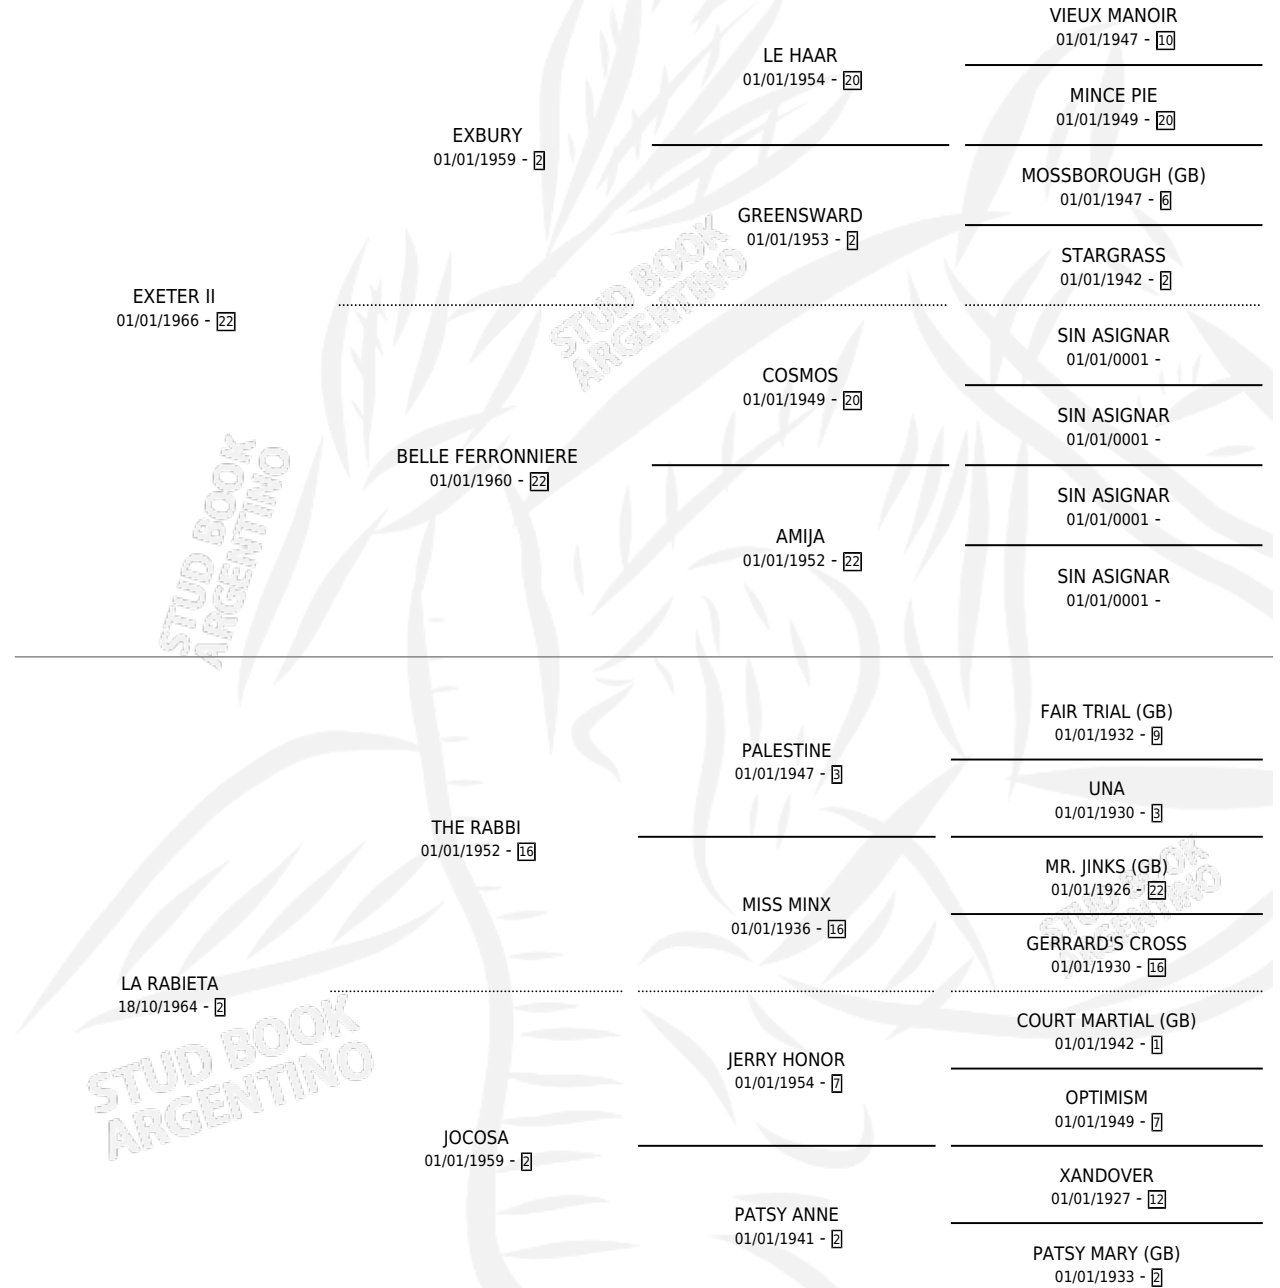 VIEUX MANOIR
01/01/1947 - 10
LE HAAR
01/01/1954 - 20
MINCE PIE
01/01/1949 - 20
EXBURY
01/01/1959 - 2
MOSSBOROUGH (GB)
01/01/1947 - 6
GREENSWARD
01/01/1953 - 2
STARGRASS
01/01/1942 - 2
EXETER II
01/01/1966 - 22
SIN ASIGNAR
01/01/0001 -
COSMOS
01/01/1949 - 20
SIN ASIGNAR
01/01/0001 -
BELLE FERRONNIERE
01/01/1960 - 22
SIN ASIGNAR
01/01/0001 -
AMIJA
01/01/1952 - 22
SIN ASIGNAR
01/01/0001 -
STUD BOOK
ARGENTINO
STUD BOOK
ARGENTINO
FAIR TRIAL (GB)
01/01/1932 - 9
PALESTINE
01/01/1947 - 3
UNA
01/01/1930 - 3
THE RABBI
01/01/1952 - 16
MR. JINKS (GB)
01/01/1926 - 22
MISS MINX
01/01/1936 - 16
GERRARD'S CROSS
01/01/1930 - 16
LA RABIETA
18/10/1964 - 2
COURT MARTIAL (GB)
01/01/1942 - 1
JERRY HONOR
01/01/1954 - 7
OPTIMISM
01/01/1949 - 7
JOCOSA
01/01/1959 - 2
XANDOVER
01/01/1927 - 12
PATSY ANNE
01/01/1941 - 2
PATSY MARY (GB)
01/01/1933 - 2
STUD BOOK
ARGENTINO
STUD BOOK
ARGENTINO